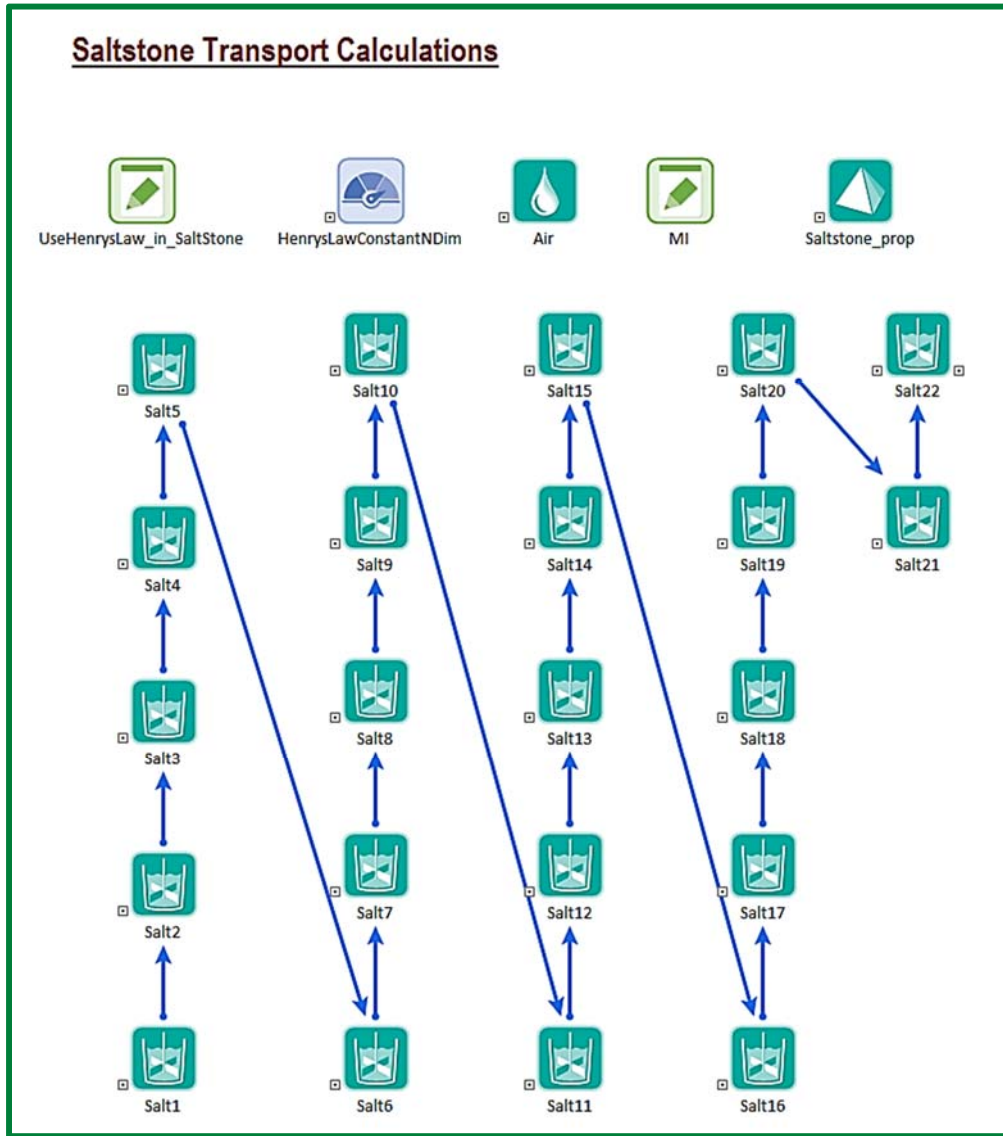 Saltstone Transport Calculations
UseHenrysLaw_in_SaltStone HenrysLawConstantNDim Air MI Saltstone_prop
Salt5 Salt10 Salt15 Salt20 Salt22
Salt4 Salt9 Salt14 Salt19 Salt21
Salt3 Salt8 Salt13 Salt18
Salt2 Salt7 Salt12 Salt17
Salt1 Salt6 Salt11 Salt16